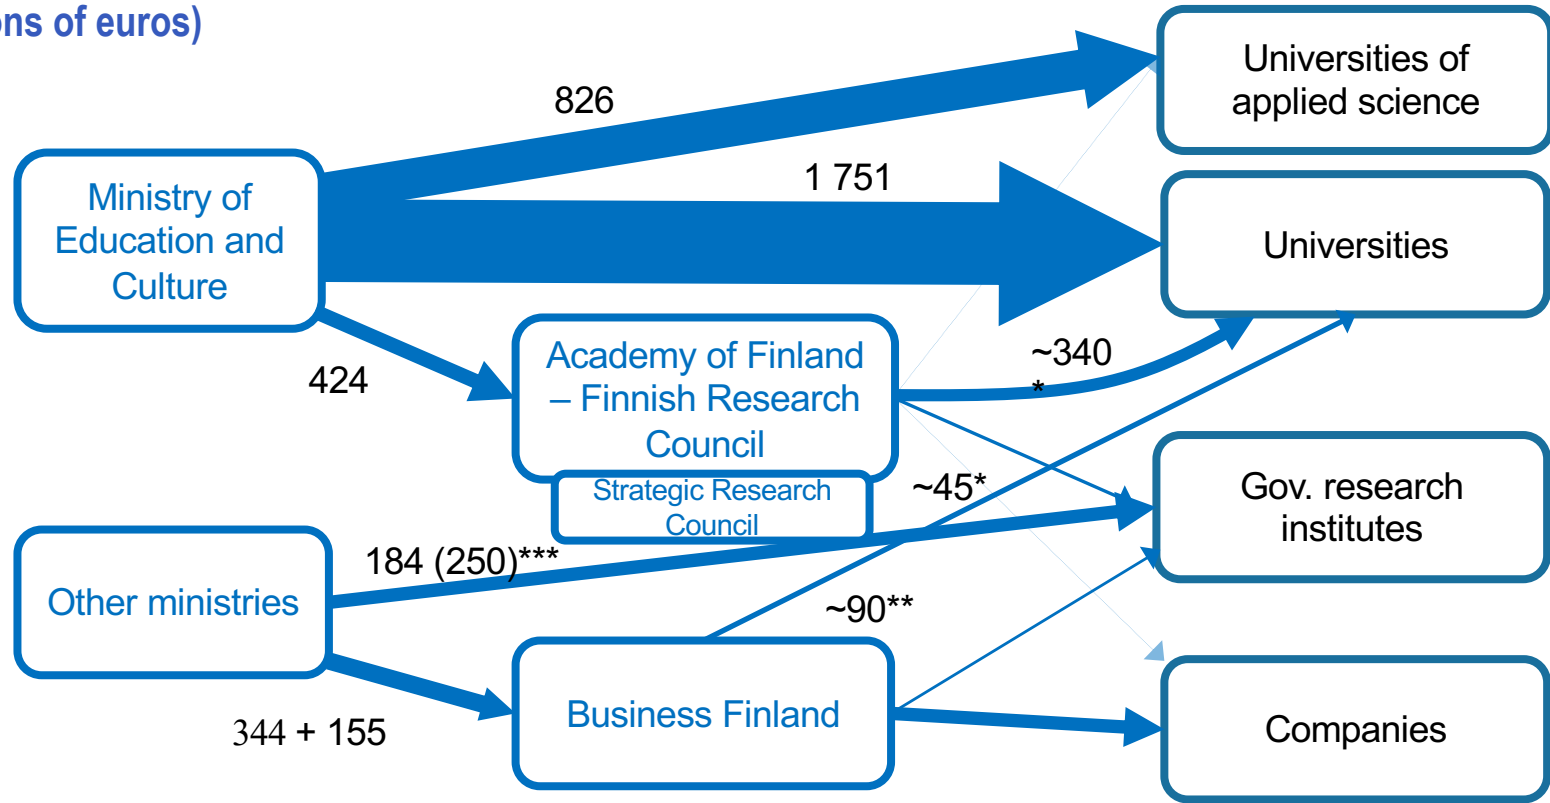 ons of euros)
826
1 751
Universities of
applied science
Ministry of
Education and
Culture
Universities
424
Academy of Finland
– Finnish Research
Council
~340
*
Strategic Research
Council
~45*
Gov. research
institutes
184 (250)***
Other ministries
~90**
344 + 155
Business Finland
Companies